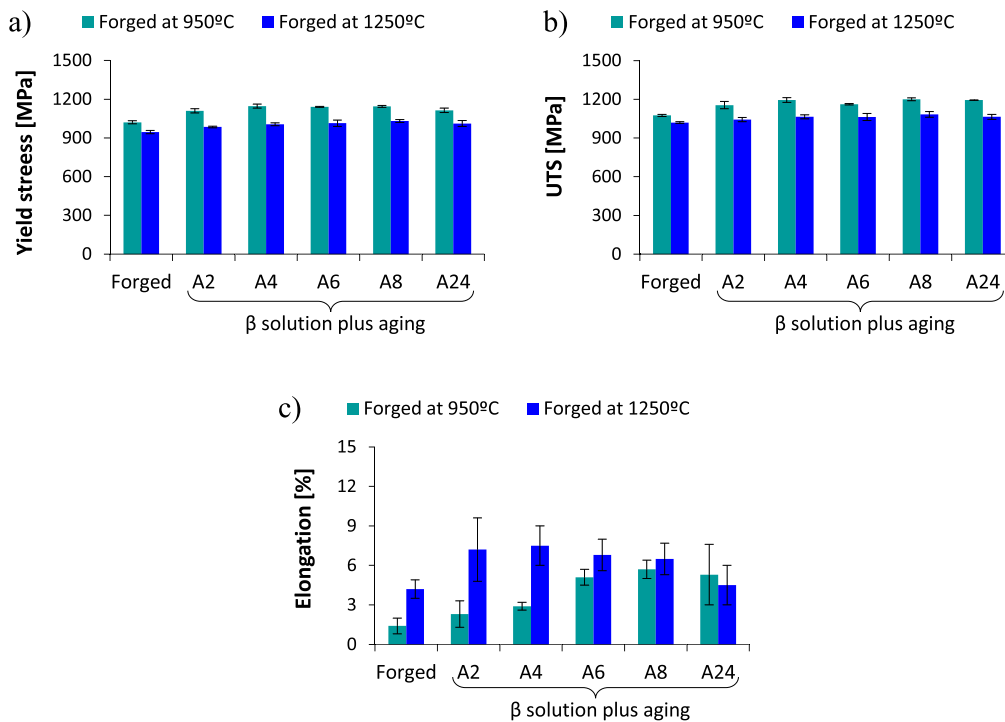 a)
Forged at 950ºC Forged at 1250ºC
Yield streess [MPa]
1500
1200
900
600
300
0
Forged A2 A4 A6 A8 A24
β solution plus aging
b)
Forged at 950ºC Forged at 1250ºC
UTS [MPa]
1500
1200
900
600
300
0
Forged A2 A4 A6 A8 A24
β solution plus aging
c)
Forged at 950ºC Forged at 1250ºC
Elongation [%]
15
12
9
6
3
0
Forged A2 A4 A6 A8 A24
β solution plus aging